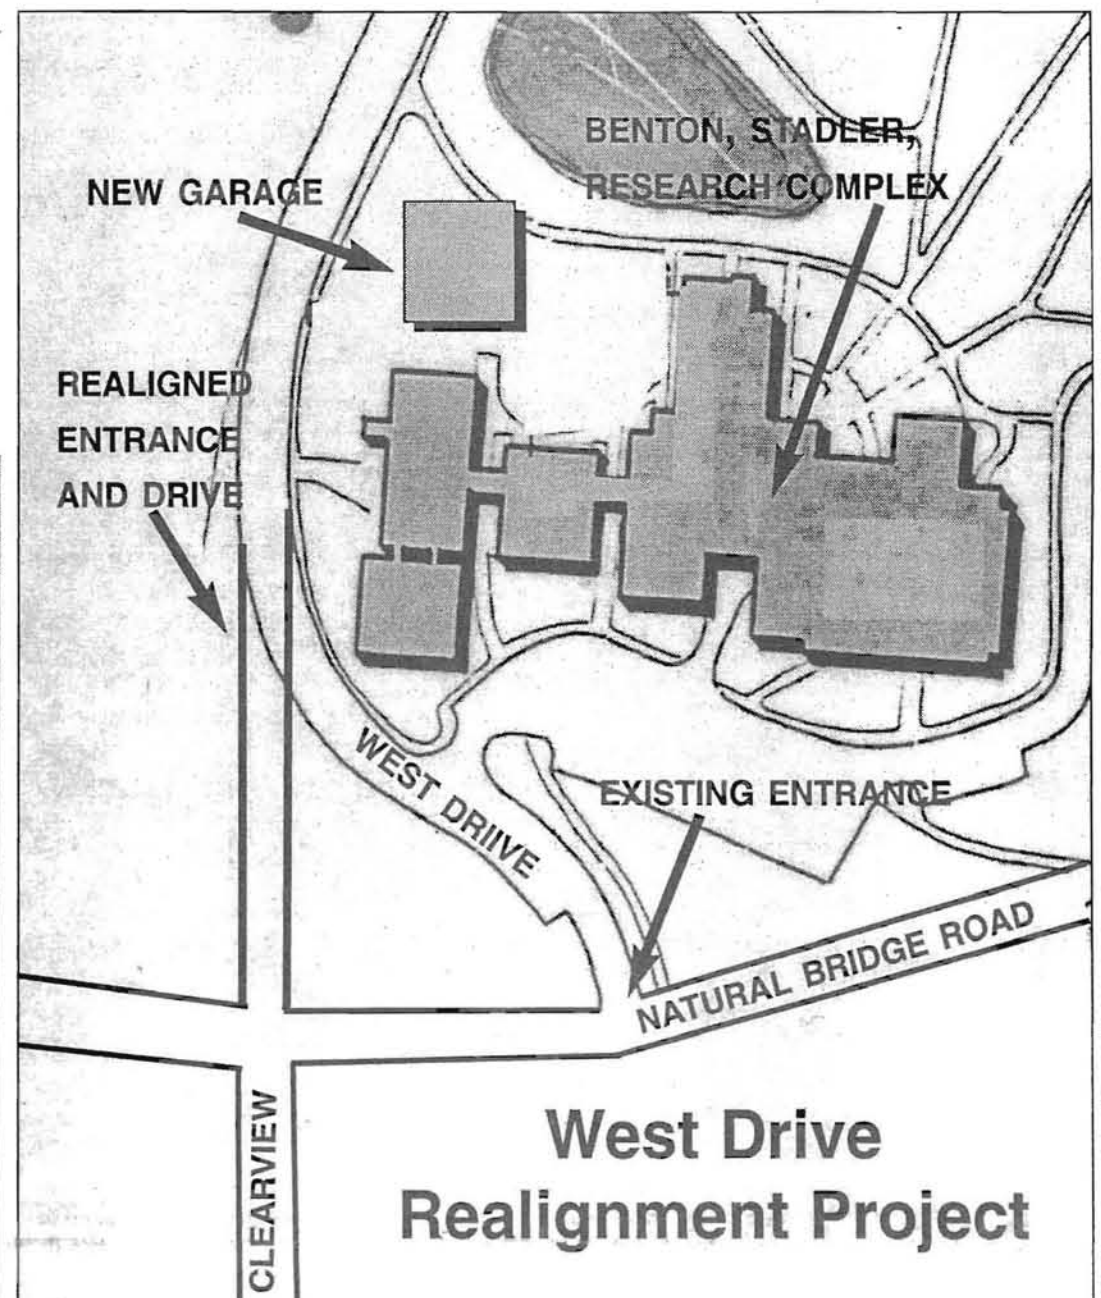 BENTON, STADLER,
RESEARCH COMPLEX
NEW GARAGE
REALIGNED
ENTRANCE
AND DRIVE
WEST DRIIVE
EXISTING ENTRANCE
NATURAL BRIDGE ROAD
CLEARVIEW
West Drive
Realignment Project